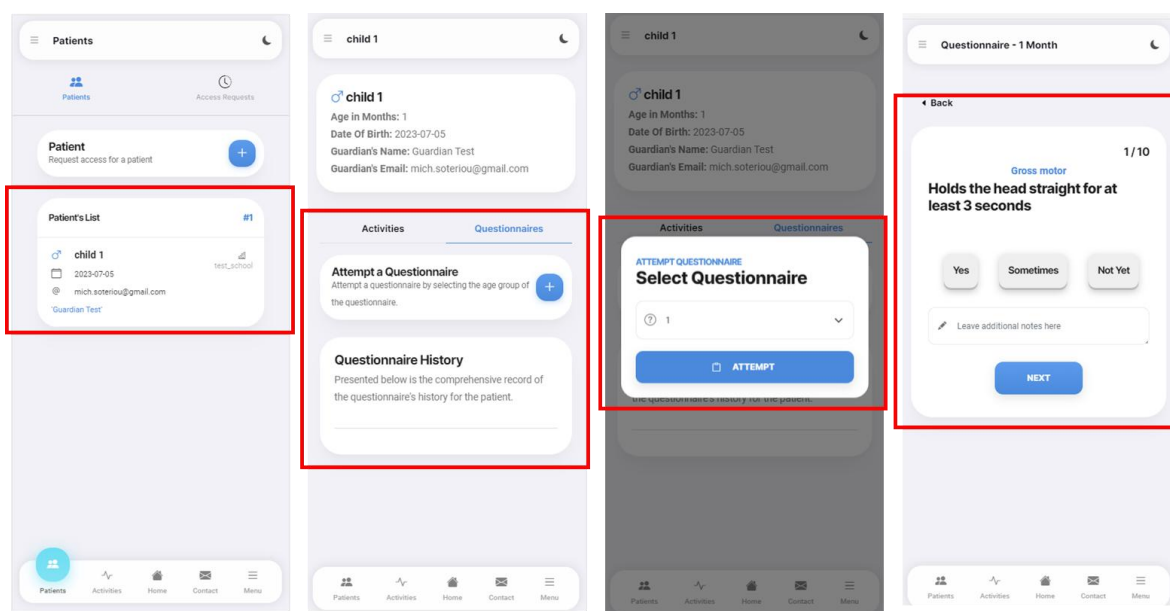 Patients
Patients
Access Requests
Patient
Request access for a patient
Patient's List
#1
child 1
test_school
2023-07-05
@ mich.soteriou@gmail.com
'Guardian Test'
Patients
Activities
Home
Contact
Menu
child 1
child 1
Age in Months: 1
Date Of Birth: 2023-07-05
Guardian's Name: Guardian Test
Guardian's Email: mich.soteriou@gmail.com
Activities
Questionnaires
Attempt a Questionnaire
Attempt a questionnaire by selecting the age group of
the questionnaire.
Questionnaire History
Presented below is the comprehensive record of
the questionnaire's history for the patient.
Patients
Activities
Home
Contact
Menu
child 1
child 1
Age in Months: 1
Date Of Birth: 2023-07-05
Guardian's Name: Guardian Test
Guardian's Email: mich.soteriou@gmail.com
Activities
Questionnaires
ATTEMPT QUESTIONNAIRE
Select Questionnaire
1
ATTEMPT
the questionnaire's history for the patient.
Patients
Activities
Home
Contact
Menu
Questionnaire - 1 Month
Back
1 / 10
Gross motor
Holds the head straight for at
least 3 seconds
Yes
Sometimes
Not Yet
Leave additional notes here
NEXT
Patients
Activities
Home
Contact
Menu